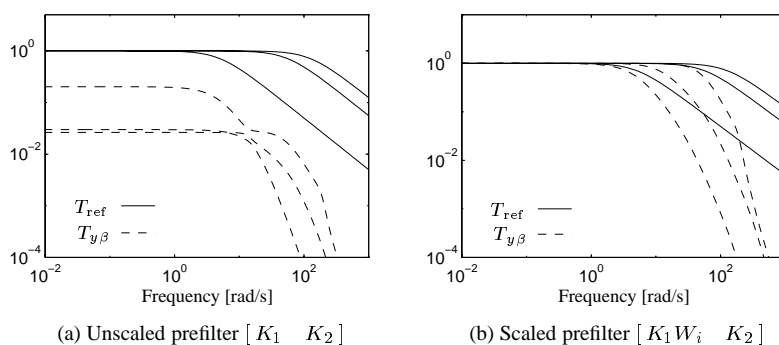 10^0
10^−2
10^−4
T_ref
T_yβ
10^−2 10^0 10^2
Frequency [rad/s]
(a) Unscaled prefilter [ K_1 K_2 ]
10^0
10^−2
10^−4
T_ref
T_yβ
10^−2 10^0 10^2
Frequency [rad/s]
(b) Scaled prefilter [ K_1 W_i K_2 ]